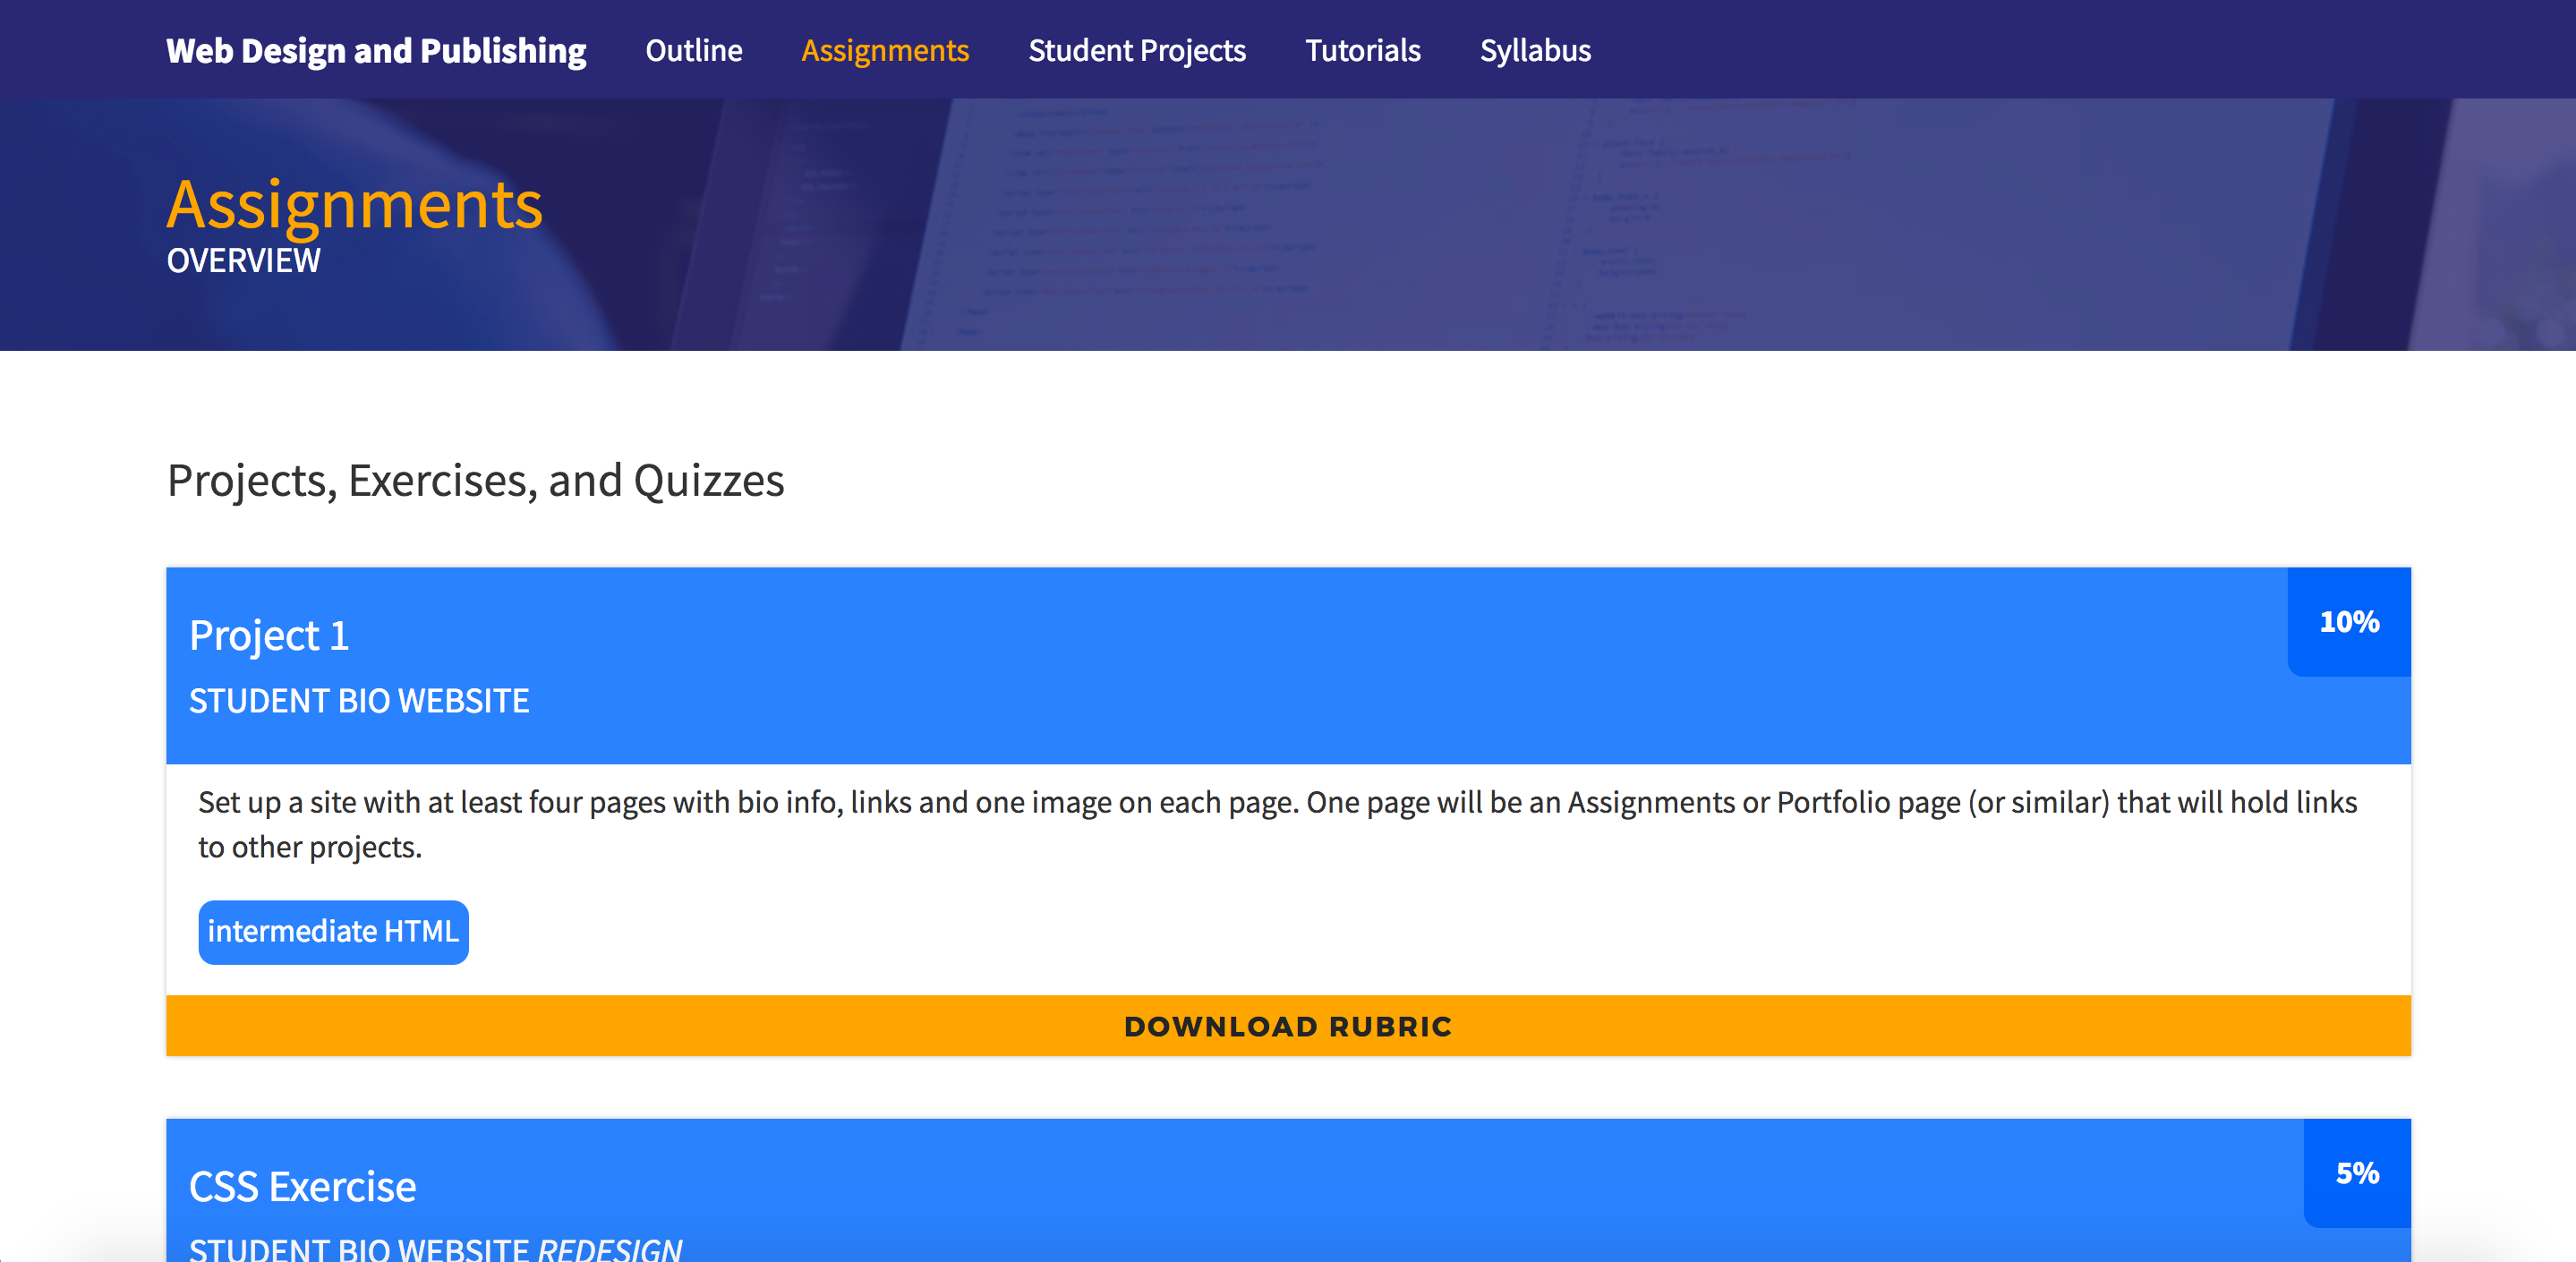 Web Design and Publishing Outline Assignments Student Projects Tutorials Syllabus
Assignments
OVERVIEW
Projects, Exercises, and Quizzes
Project 1
10%
STUDENT BIO WEBSITE
Set up a site with at least four pages with bio info, links and one image on each page. One page will be an Assignments or Portfolio page (or similar) that will hold links
to other projects.
intermediate HTML
DOWNLOAD RUBRIC
CSS Exercise
5%
STUDENT BIO WEBSITE REDESIGN